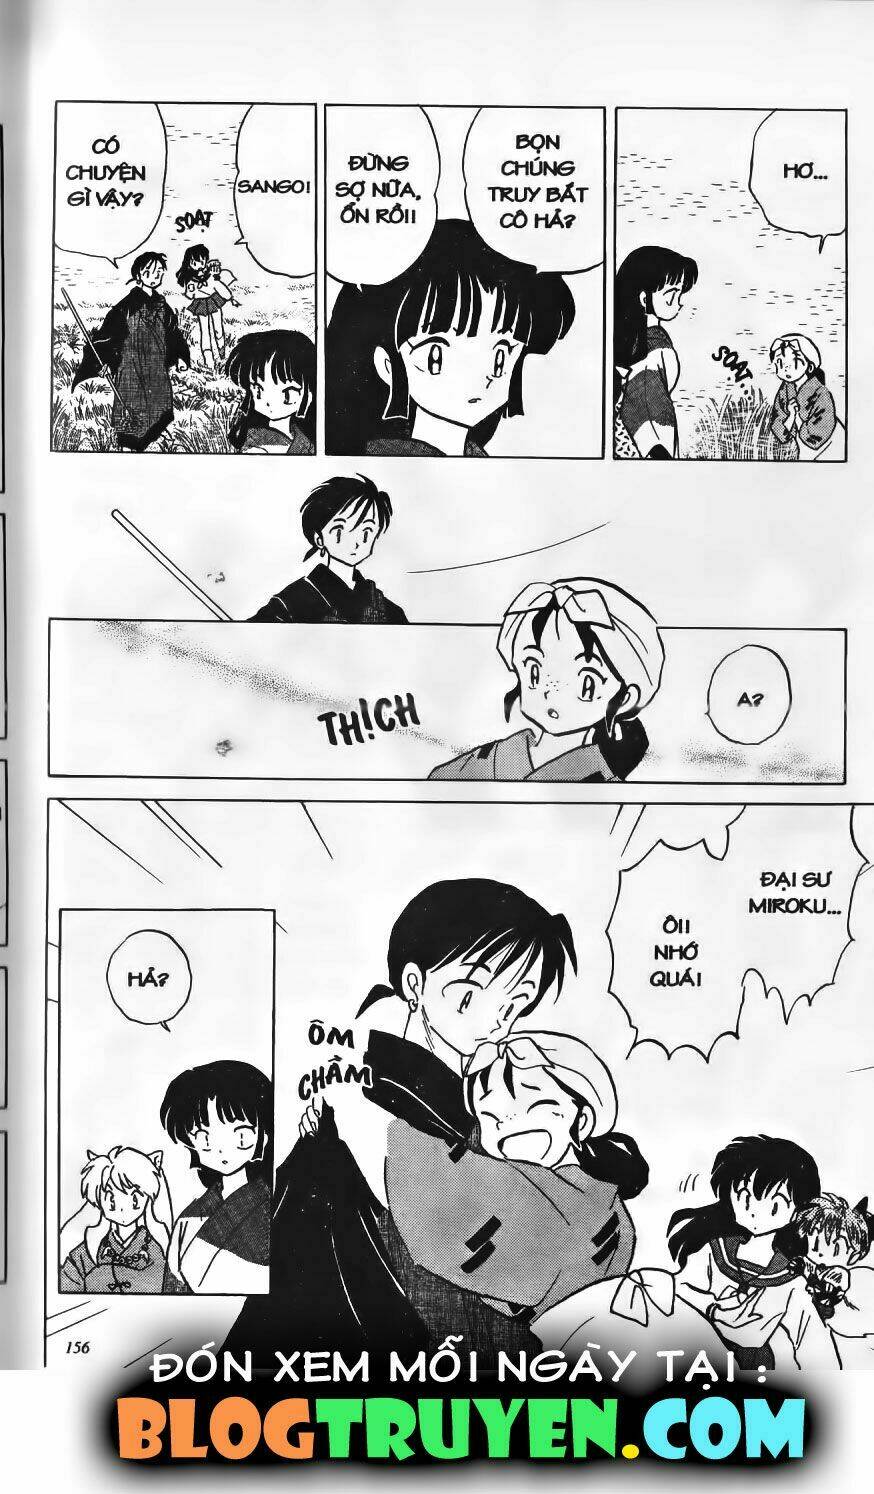 HƠ...
SOẠT...
BỌN
CHÚNG
TRUY BẮT
CÔ HẢ?
ĐỪNG
SỢ NỮA,
ỔN RỒI!
SANGO!
CÓ
CHUYỆN
GÌ VẬY?
SOẠT
A?
THỊCH
ĐẠI SƯ
MIROKU...
ÔI!
NHỚ
QUÁ!
ÔM
CHẦM
HẢ?
156
ĐÓN XEM MỖI NGÀY TẠI :
BLOGTRUYEN.COM